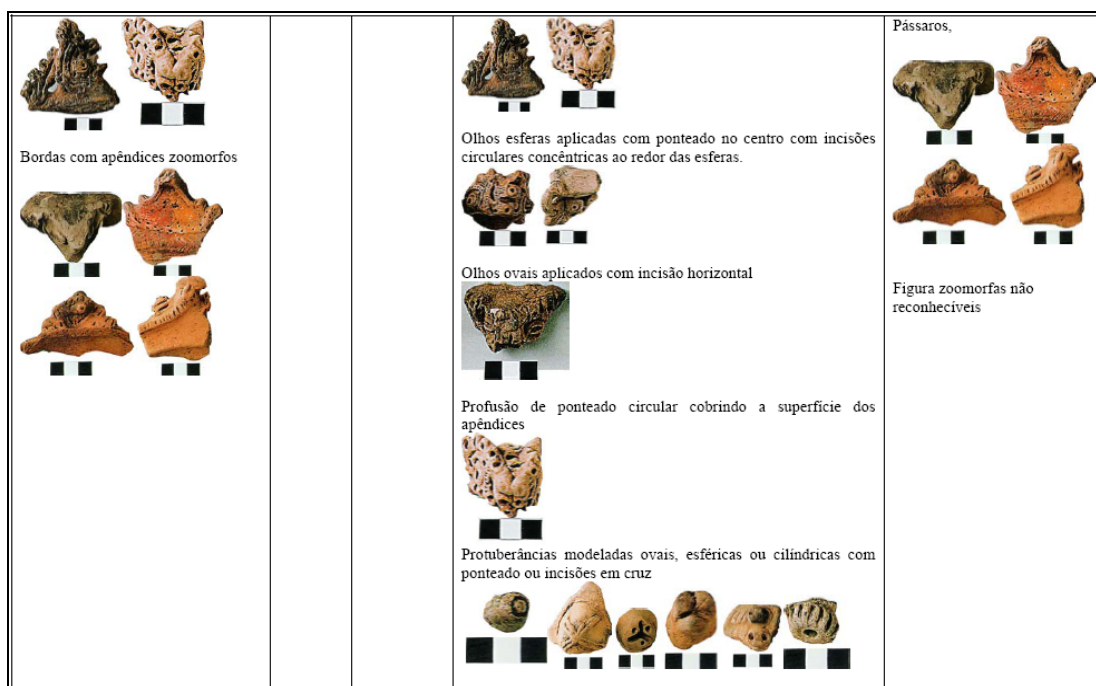 Bordas com apêndices zoomorfos
Olhos esferas aplicadas com ponteado no centro com incisões
circulares concêntricas ao redor das esferas.
Olhos ovais aplicados com incisão horizontal
Profusão de ponteado circular cobrindo a superfície dos
apêndices
Protuberâncias modeladas ovais, esféricas ou cilíndricas com
ponteado ou incisões em cruz
Pássaros,
Figura zoomorfas não
reconhecíveis